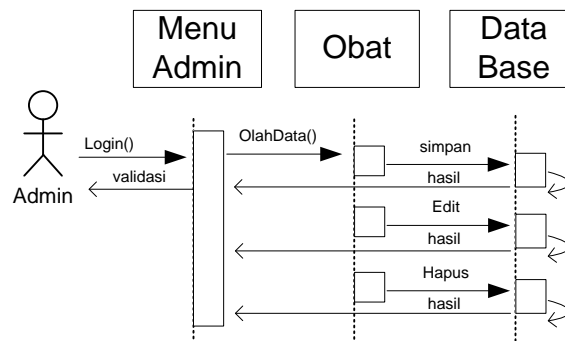 Menu
Admin
Obat
Data
Base
Login()
validasi
Admin
OlahData()
simpan
hasil
Edit
hasil
Hapus
hasil